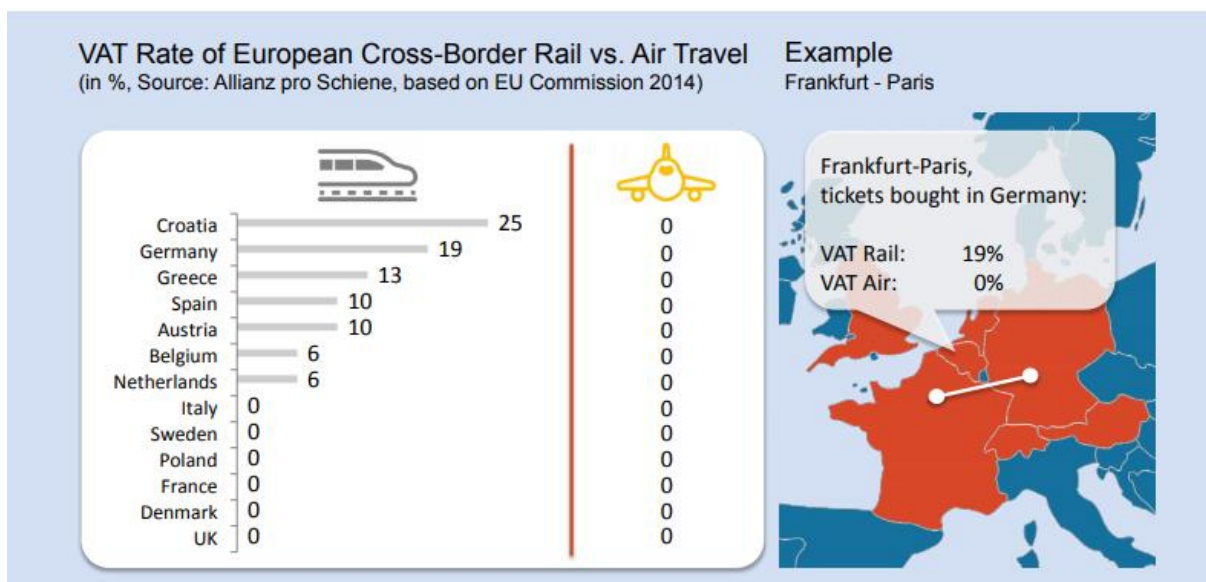 VAT Rate of European Cross-Border Rail vs. Air Travel
(in %, Source: Allianz pro Schiene, based on EU Commission 2014)
Example
Frankfurt - Paris
Croatia 25 0
Germany 19 0
Greece 13 0
Spain 10 0
Austria 10 0
Belgium 6 0
Netherlands 6 0
Italy 0 0
Sweden 0 0
Poland 0 0
France 0 0
Denmark 0 0
UK 0 0
Frankfurt-Paris,
tickets bought in Germany:
VAT Rail: 19%
VAT Air: 0%